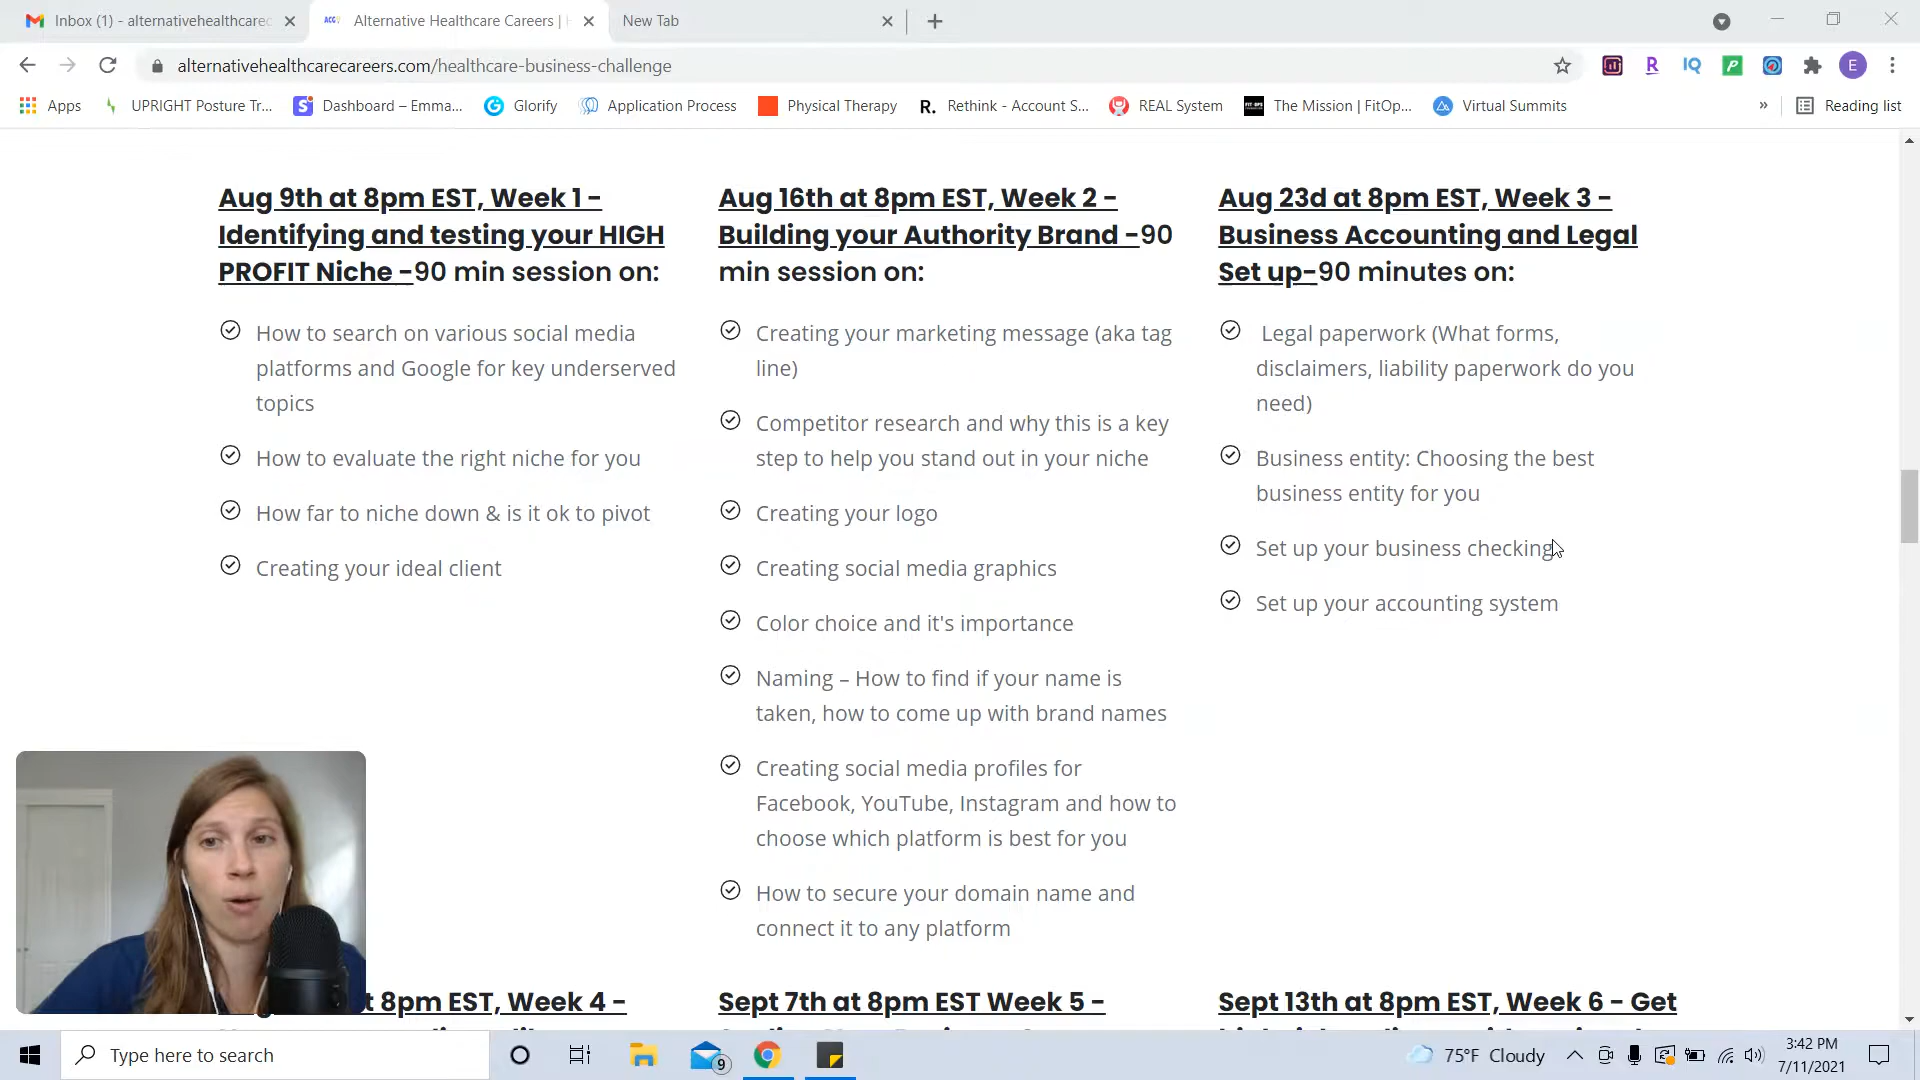 Inbox (1) - alternativehealthcarec
Alternative Healthcare Careers |
New Tab
alternativehealthcarecareers.com/healthcare-business-challenge
E
Apps
UPRIGHT Posture Tr...
Dashboard – Emma...
Glorify
Application Process
Physical Therapy
Rethink - Account S...
REAL System
The Mission | FitOp...
Virtual Summits
»
Reading list
Aug 9th at 8pm EST, Week 1 -
Identifying and testing your HIGH
PROFIT Niche -90 min session on:
How to search on various social media
platforms and Google for key underserved
topics
How to evaluate the right niche for you
How far to niche down & is it ok to pivot
Creating your ideal client
Aug 16th at 8pm EST, Week 2 -
Building your Authority Brand -90
min session on:
Creating your marketing message (aka tag
line)
Competitor research and why this is a key
step to help you stand out in your niche
Creating your logo
Creating social media graphics
Color choice and it's importance
Naming – How to find if your name is
taken, how to come up with brand names
Creating social media profiles for
Facebook, YouTube, Instagram and how to
choose which platform is best for you
How to secure your domain name and
connect it to any platform
Aug 23d at 8pm EST, Week 3 -
Business Accounting and Legal
Set up-90 minutes on:
Legal paperwork (What forms,
disclaimers, liability paperwork do you
need)
Business entity: Choosing the best
business entity for you
Set up your business checking
Set up your accounting system
t 8pm EST, Week 4 -
Sept 7th at 8pm EST Week 5 -
Sept 13th at 8pm EST, Week 6 - Get
Type here to search
9
75°F Cloudy
3:42 PM
7/11/2021